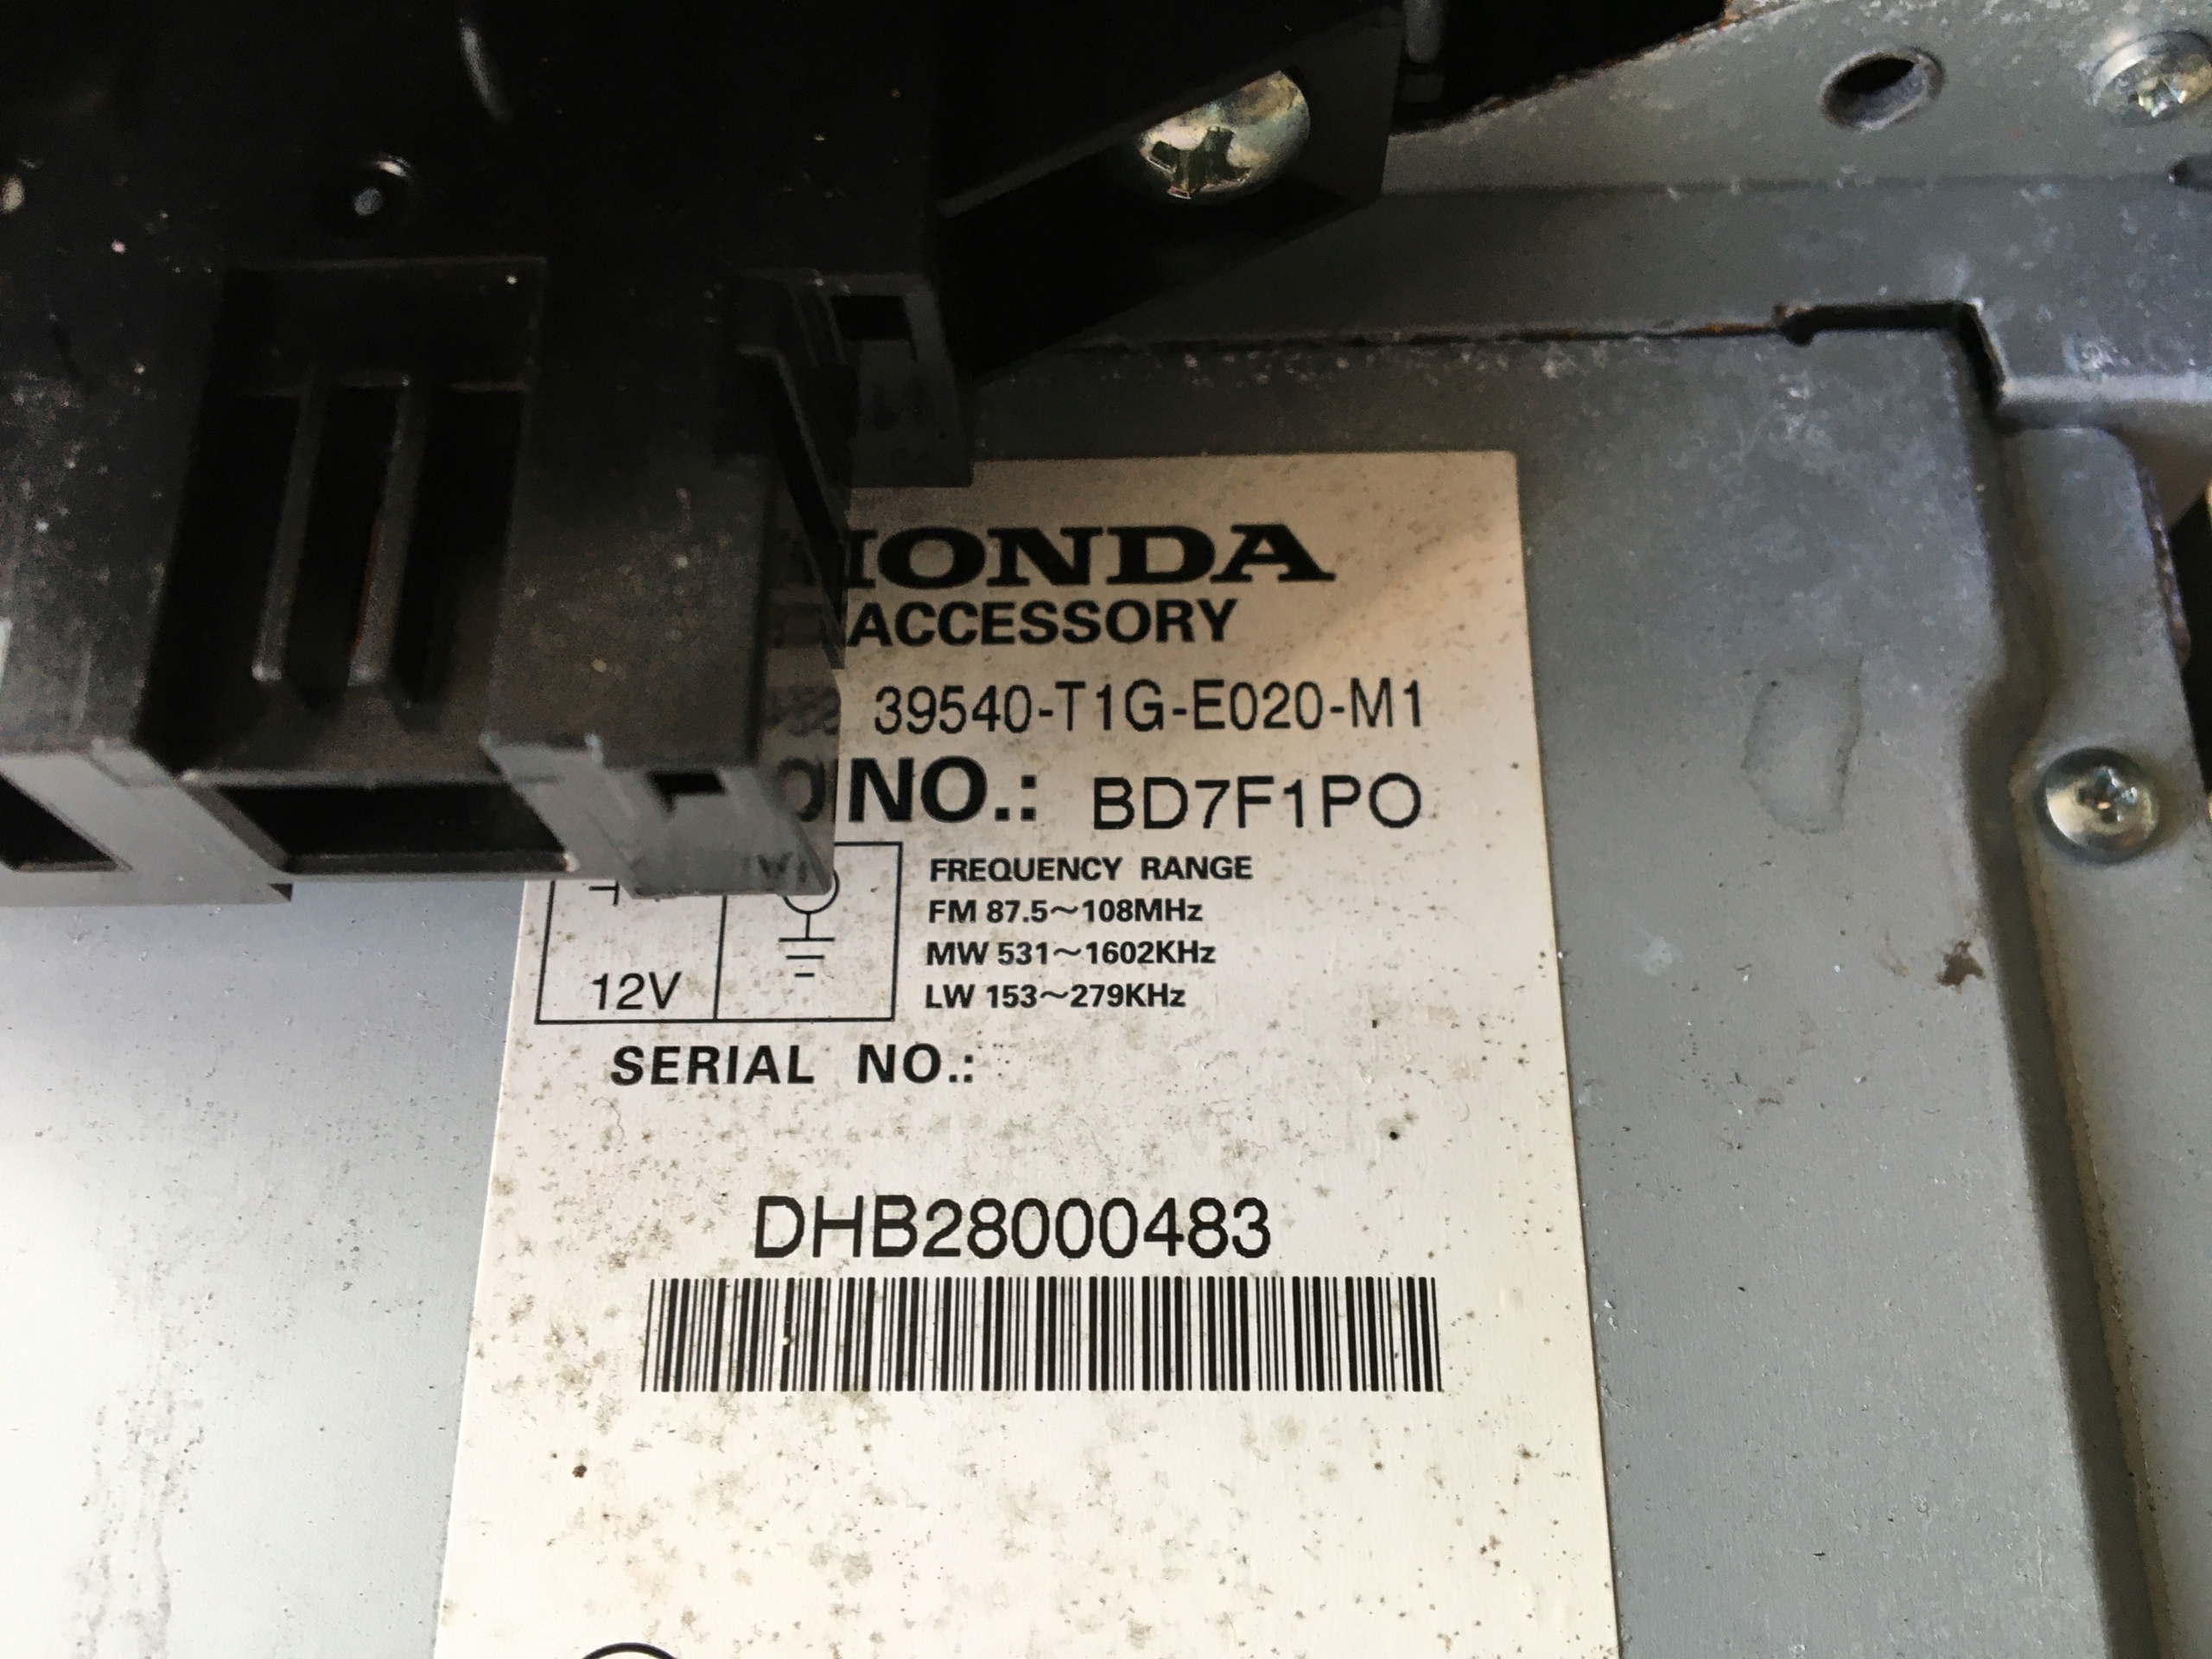 HONDA
ACCESSORY
39540-T1G-E020-M1
NO.: BD7F1PO
FREQUENCY RANGE
FM 87.5~108MHz
MW 531~1602KHz
LW 153~279KHz
12V
SERIAL NO.:
DHB28000483